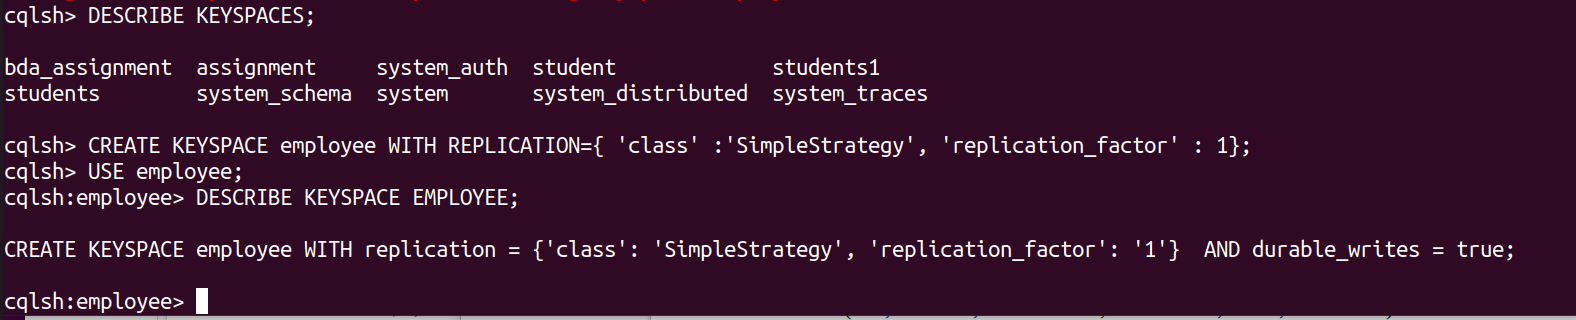 cqlsh> DESCRIBE KEYSPACES;
bda_assignment  assignment     system_auth  student             students1
students        system_schema  system       system_distributed  system_traces
cqlsh> CREATE KEYSPACE employee WITH REPLICATION={ 'class' :'SimpleStrategy', 'replication_factor' : 1};
cqlsh> USE employee;
cqlsh:employee> DESCRIBE KEYSPACE EMPLOYEE;
CREATE KEYSPACE employee WITH replication = {'class': 'SimpleStrategy', 'replication_factor': '1'}  AND durable_writes = true;
cqlsh:employee>